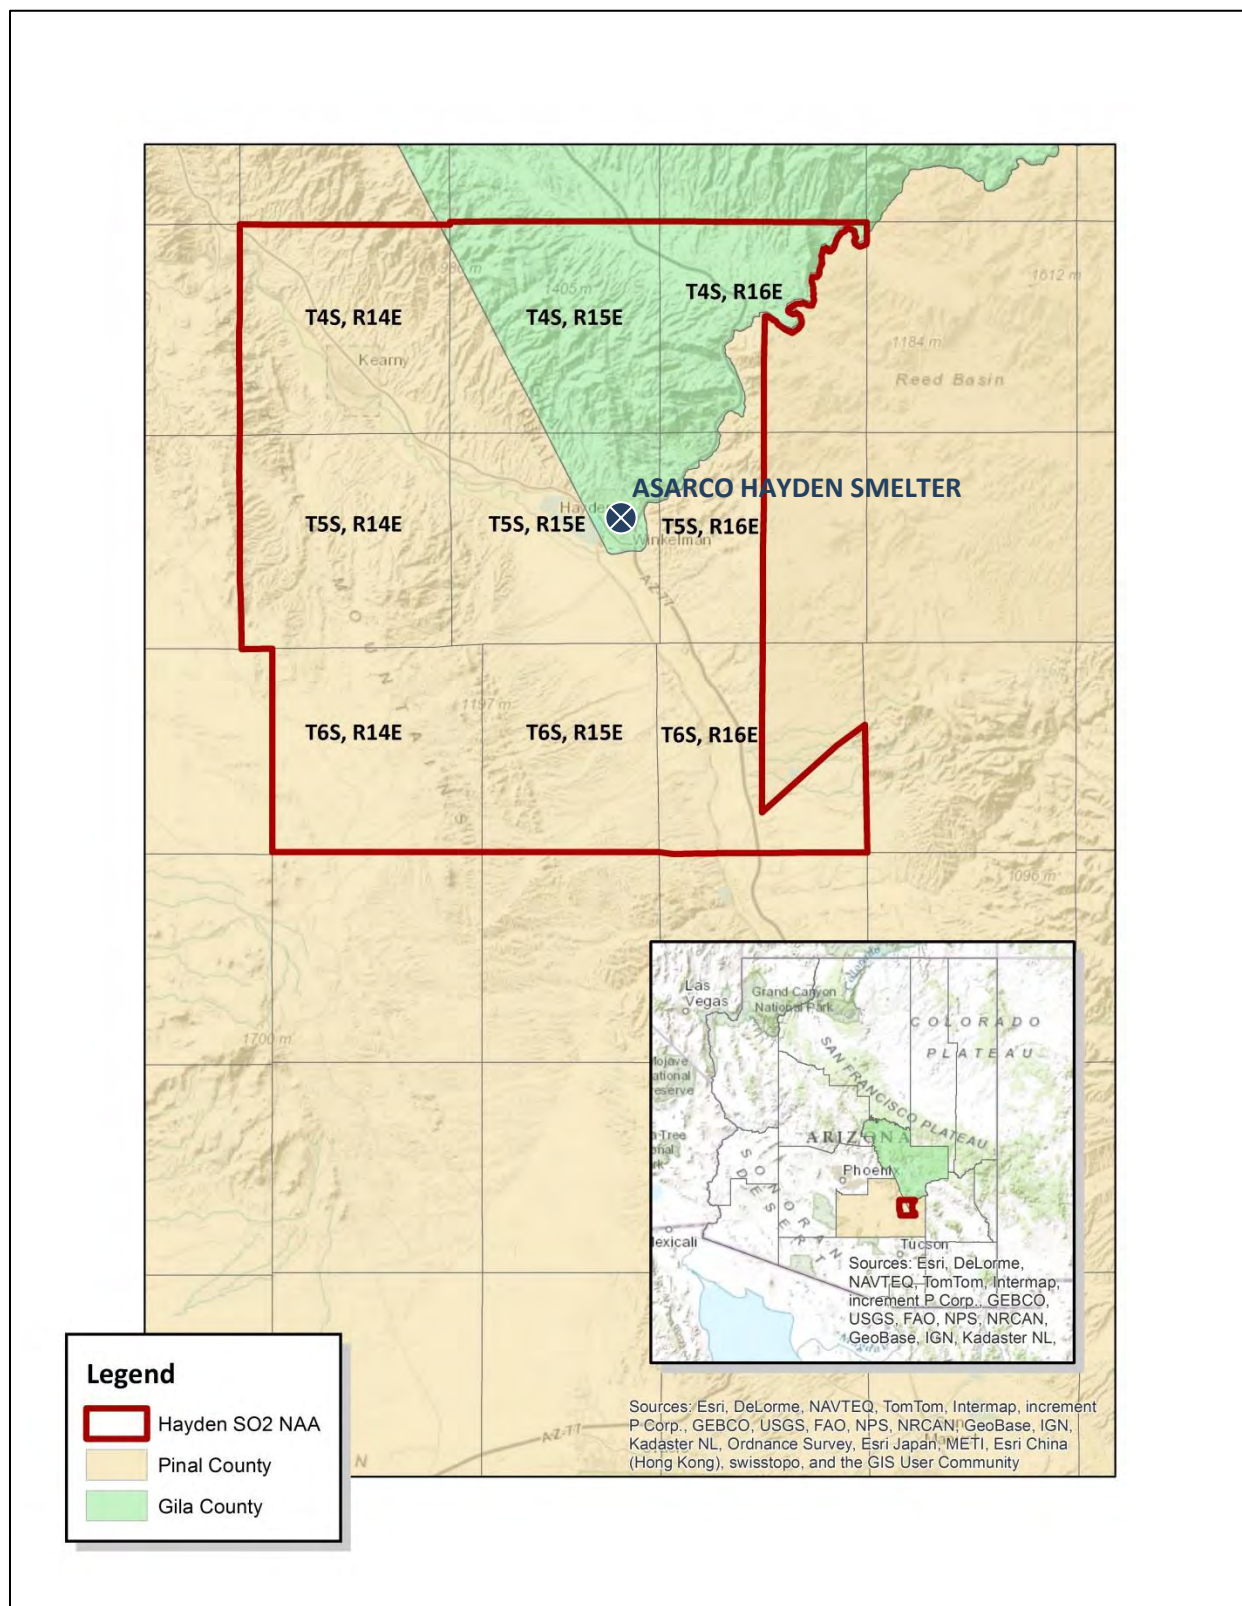 980 m
1405 m
T4S, R16E
1612 m
T4S, R14E
T4S, R15E
1184 m
Kearny
Reed Basin
ASARCO HAYDEN SMELTER
T5S, R14E
T5S, R15E
T5S, R16E
Winkelman
AZ-77
MOUNTAINS
1197 m
T6S, R14E
T6S, R15E
T6S, R16E
1096 m
1700 m
Las
Vegas
Grand Canyon
National Park
COLORADO
PLATEAU
SAN FRANCISCO PLATEAU
ARIZONA
Phoenix
SONORAN
DESERT
Tucson
Sources: Esri, DeLorme,
NAVTEQ, TomTom, Intermap,
increment P Corp., GEBCO,
USGS, FAO, NPS, NRCAN,
GeoBase, IGN, Kadaster NL,
Legend
Hayden SO2 NAA
Pinal County
Gila County
AZ-77
Sources: Esri, DeLorme, NAVTEQ, TomTom, Intermap, increment
P Corp., GEBCO, USGS, FAO, NPS, NRCAN, GeoBase, IGN,
Kadaster NL, Ordnance Survey, Esri Japan, METI, Esri China
(Hong Kong), swisstopo, and the GIS User Community